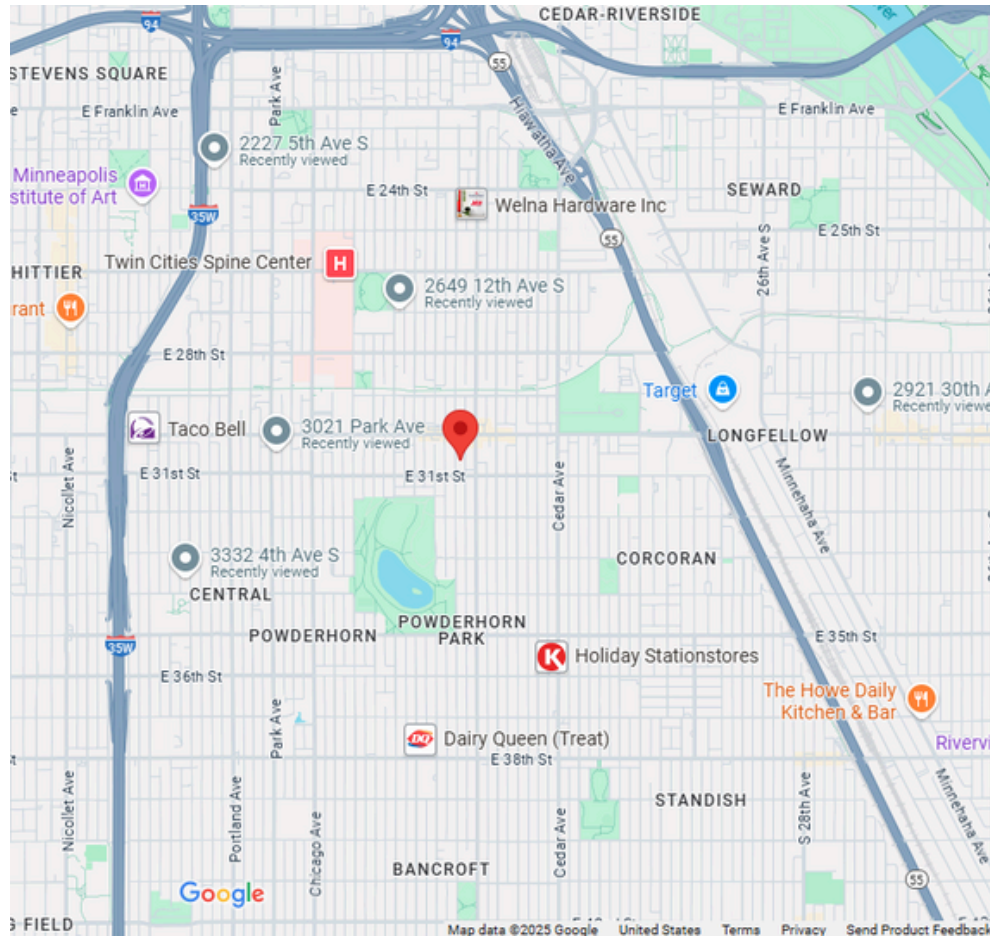 CEDAR-RIVERSIDE
94
94
55
STEVENS SQUARE
E Franklin Ave
Park Ave
E Franklin Ave
Hiawatha Ave
2227 5th Ave S
Recently viewed
Minneapolis
stitute of Art
E 24th St
Welna Hardware Inc
SEWARD
35W
55
E 25th St
26th Ave S
Twin Cities Spine Center
H
HITTIER
2649 12th Ave S
Recently viewed
rant
E 28th St
Target
2921 30th A
Recently viewe
Taco Bell
3021 Park Ave
Recently viewed
LONGFELLOW
Nicollet Ave
E 31st St
E 31st St
Cedar Ave
Minnehaha Ave
3332 4th Ave S
Recently viewed
CENTRAL
CORCORAN
POWDERHORN
POWDERHORN
PARK
E 35th St
35W
K
Holiday Stationstores
E 36th St
The Howe Daily
Kitchen & Bar
Park Ave
DQ
Dairy Queen (Treat)
E 38th St
Rivervi
Nicollet Ave
Portland Ave
Chicago Ave
Cedar Ave
STANDISH
S 28th Ave
Minnehaha Ave
BANCROFT
55
Google
FIELD
Map data ©2025 Google United States Terms Privacy Send Product Feedback